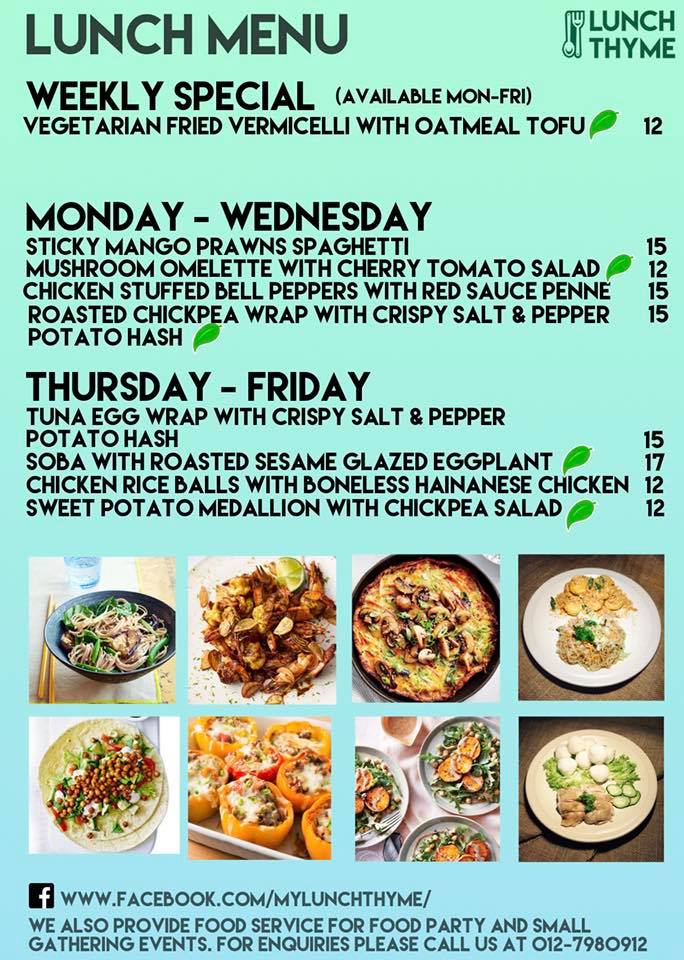 LUNCH MENU
LUNCH
THYME
WEEKLY SPECIAL (AVAILABLE MON-FRI)
VEGETARIAN FRIED VERMICELLI WITH OATMEAL TOFU 12
MONDAY - WEDNESDAY
STICKY MANGO PRAWNS SPAGHETTI 15
MUSHROOM OMELETTE WITH CHERRY TOMATO SALAD 12
CHICKEN STUFFED BELL PEPPERS WITH RED SAUCE PENNE 15
ROASTED CHICKPEA WRAP WITH CRISPY SALT & PEPPER 15
POTATO HASH
THURSDAY - FRIDAY
TUNA EGG WRAP WITH CRISPY SALT & PEPPER
POTATO HASH 15
SOBA WITH ROASTED SESAME GLAZED EGGPLANT 17
CHICKEN RICE BALLS WITH BONELESS HAINANESE CHICKEN 12
SWEET POTATO MEDALLION WITH CHICKPEA SALAD 12
WWW.FACEBOOK.COM/MYLUNCHTHYME/
WE ALSO PROVIDE FOOD SERVICE FOR FOOD PARTY AND SMALL
GATHERING EVENTS. FOR ENQUIRIES PLEASE CALL US AT 012-7980912